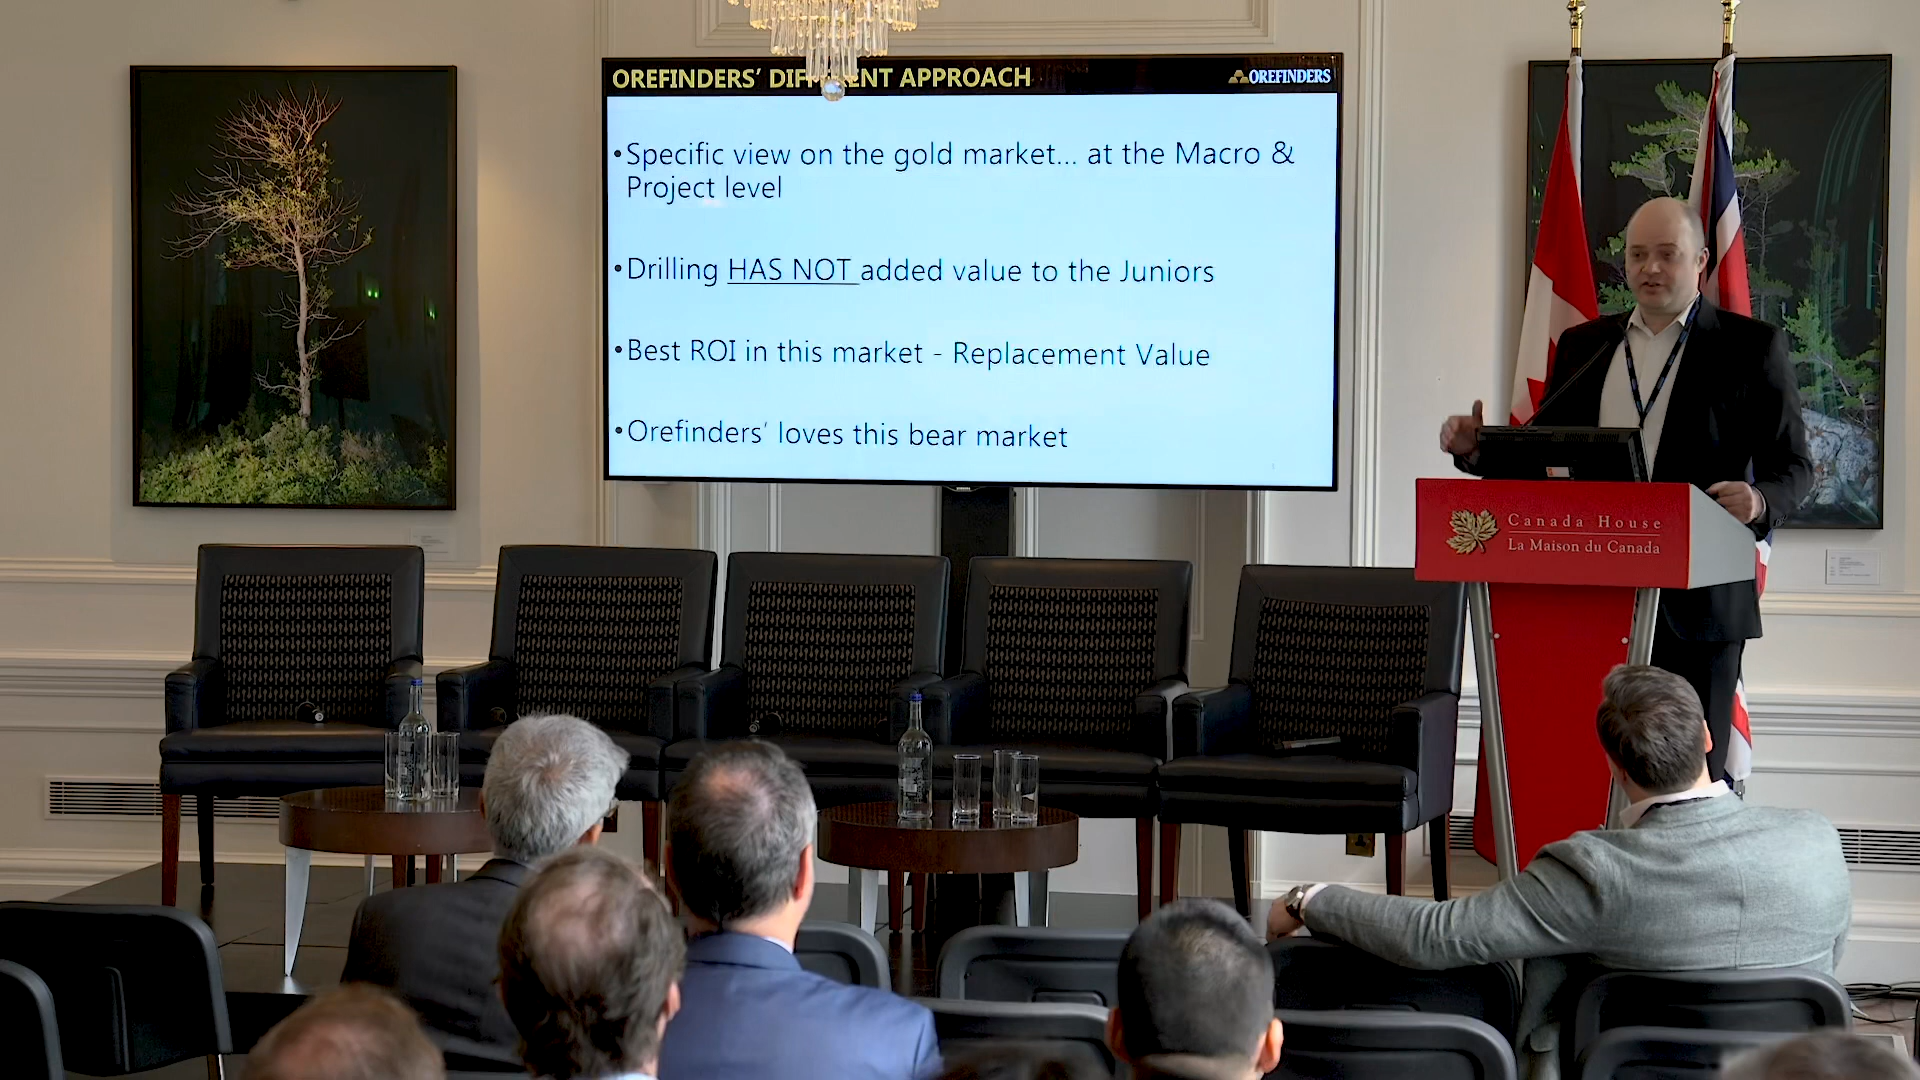 OREFINDERS' DIFFERENT APPROACH
OREFINDERS
•Specific view on the gold market... at the Macro &
Project level
•Drilling HAS NOT added value to the Juniors
•Best ROI in this market - Replacement Value
•Orefinders' loves this bear market
Canada House
La Maison du Canada